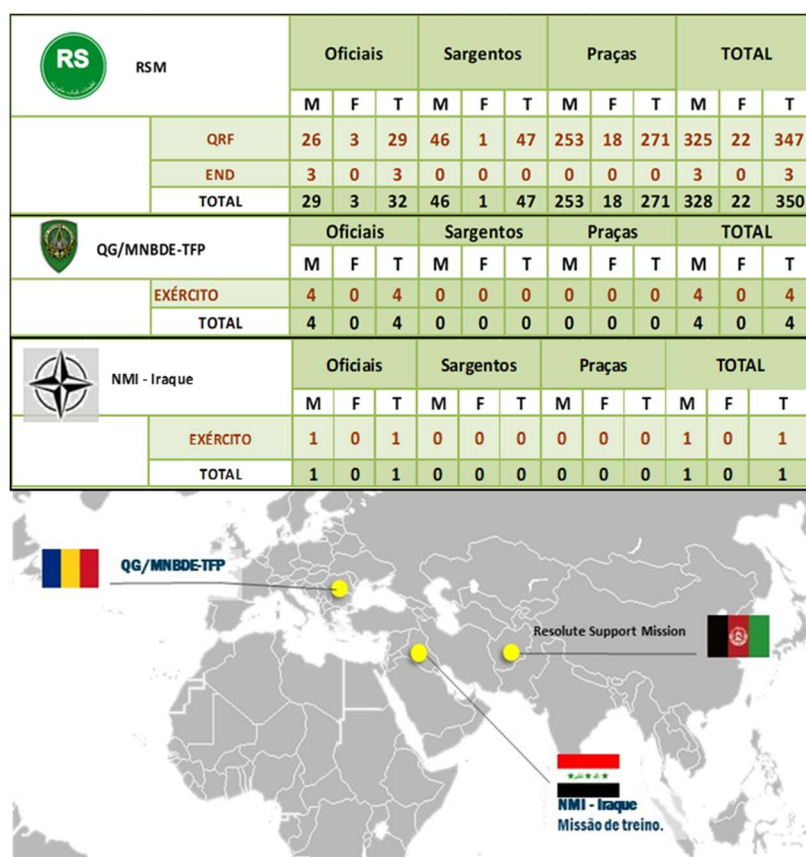 RS
RSM
Oficiais Sargentos Praças TOTAL
M F T M F T M F T M F T
QRF 26 3 29 46 1 47 253 18 271 325 22 347
END 3 0 3 0 0 0 0 0 0 3 0 3
TOTAL 29 3 32 46 1 47 253 18 271 328 22 350
QG/MNBDE-TFP
Oficiais Sargentos Praças TOTAL
M F T M F T M F T M F T
EXÉRCITO 4 0 4 0 0 0 0 0 0 4 0 4
TOTAL 4 0 4 0 0 0 0 0 0 4 0 4
NMI - Iraque
Oficiais Sargentos Praças TOTAL
M F T M F T M F T M F T
EXÉRCITO 1 0 1 0 0 0 0 0 0 1 0 1
TOTAL 1 0 1 0 0 0 0 0 0 1 0 1
QG/MNBDE-TFP
Resolute Support Mission
NMI - Iraque
Missão de treino.